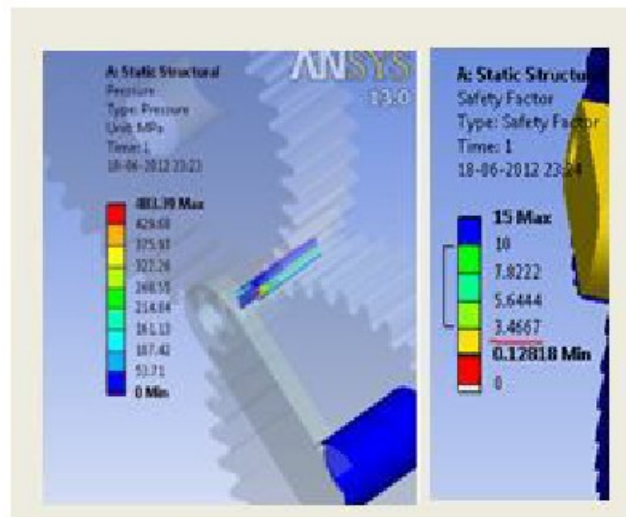 ANSYS
13.0
A: Static Structural
Pressure
Type: Pressure
Unit: MPa
Time: 1
18-06-2012 23:23
483.39 Max
429.68
375.97
322.26
268.55
214.84
161.13
107.42
53.71
0 Min
A: Static Structu
Safety Factor
Type: Safety Factor
Time: 1
18-06-2012 23:24
15 Max
10
7.8222
5.6444
3.4667
0.12818 Min
0